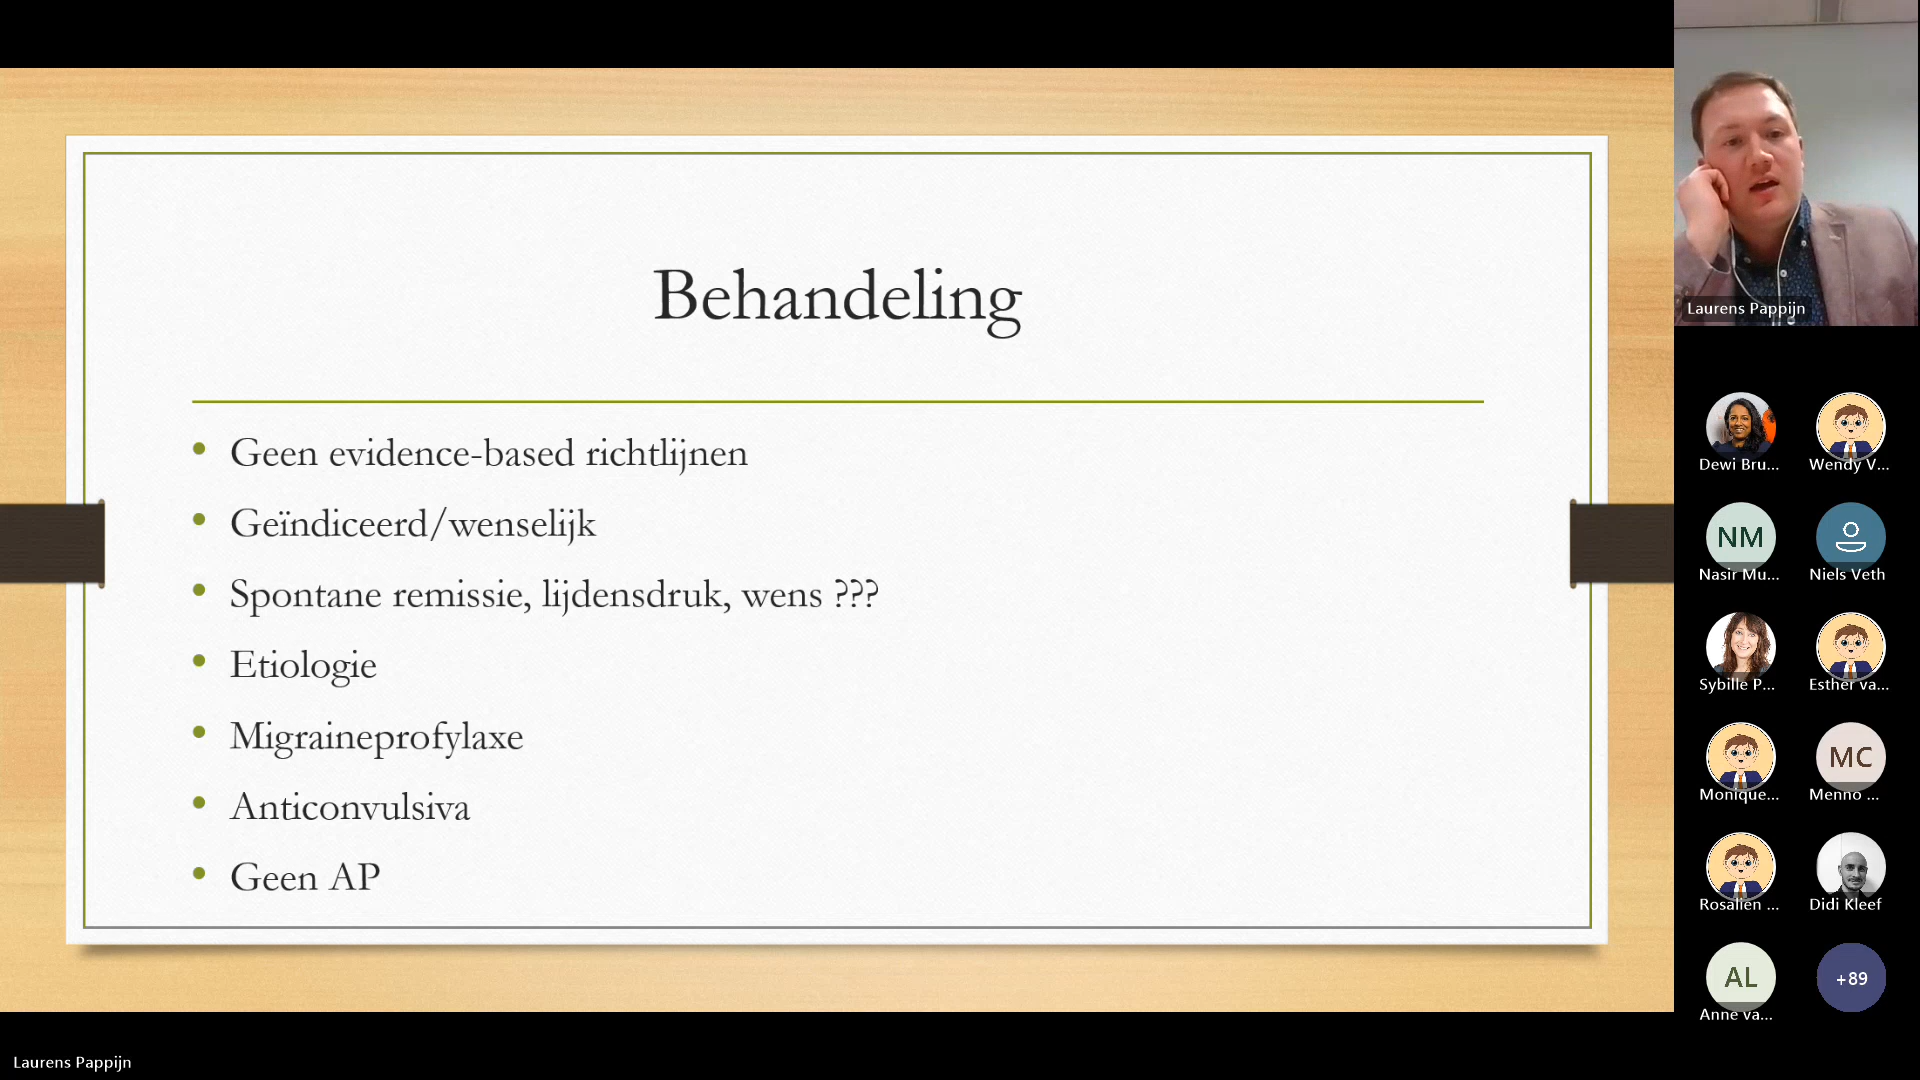 Behandeling
Geen evidence-based richtlijnen
Geïndiceerd/wenselijk
Spontane remissie, lijdensdruk, wens ???
Etiologie
Migraineprofylaxe
Anticonvulsiva
Geen AP
Laurens Pappijn
Dewi Bru...
Wendy V...
NM
Nasir Mu...
Niels Veth
Sybille P...
Esther va...
Monique...
MC
Menno ...
Rosalien ...
Didi Kleef
AL
Anne va...
+89
Laurens Pappijn